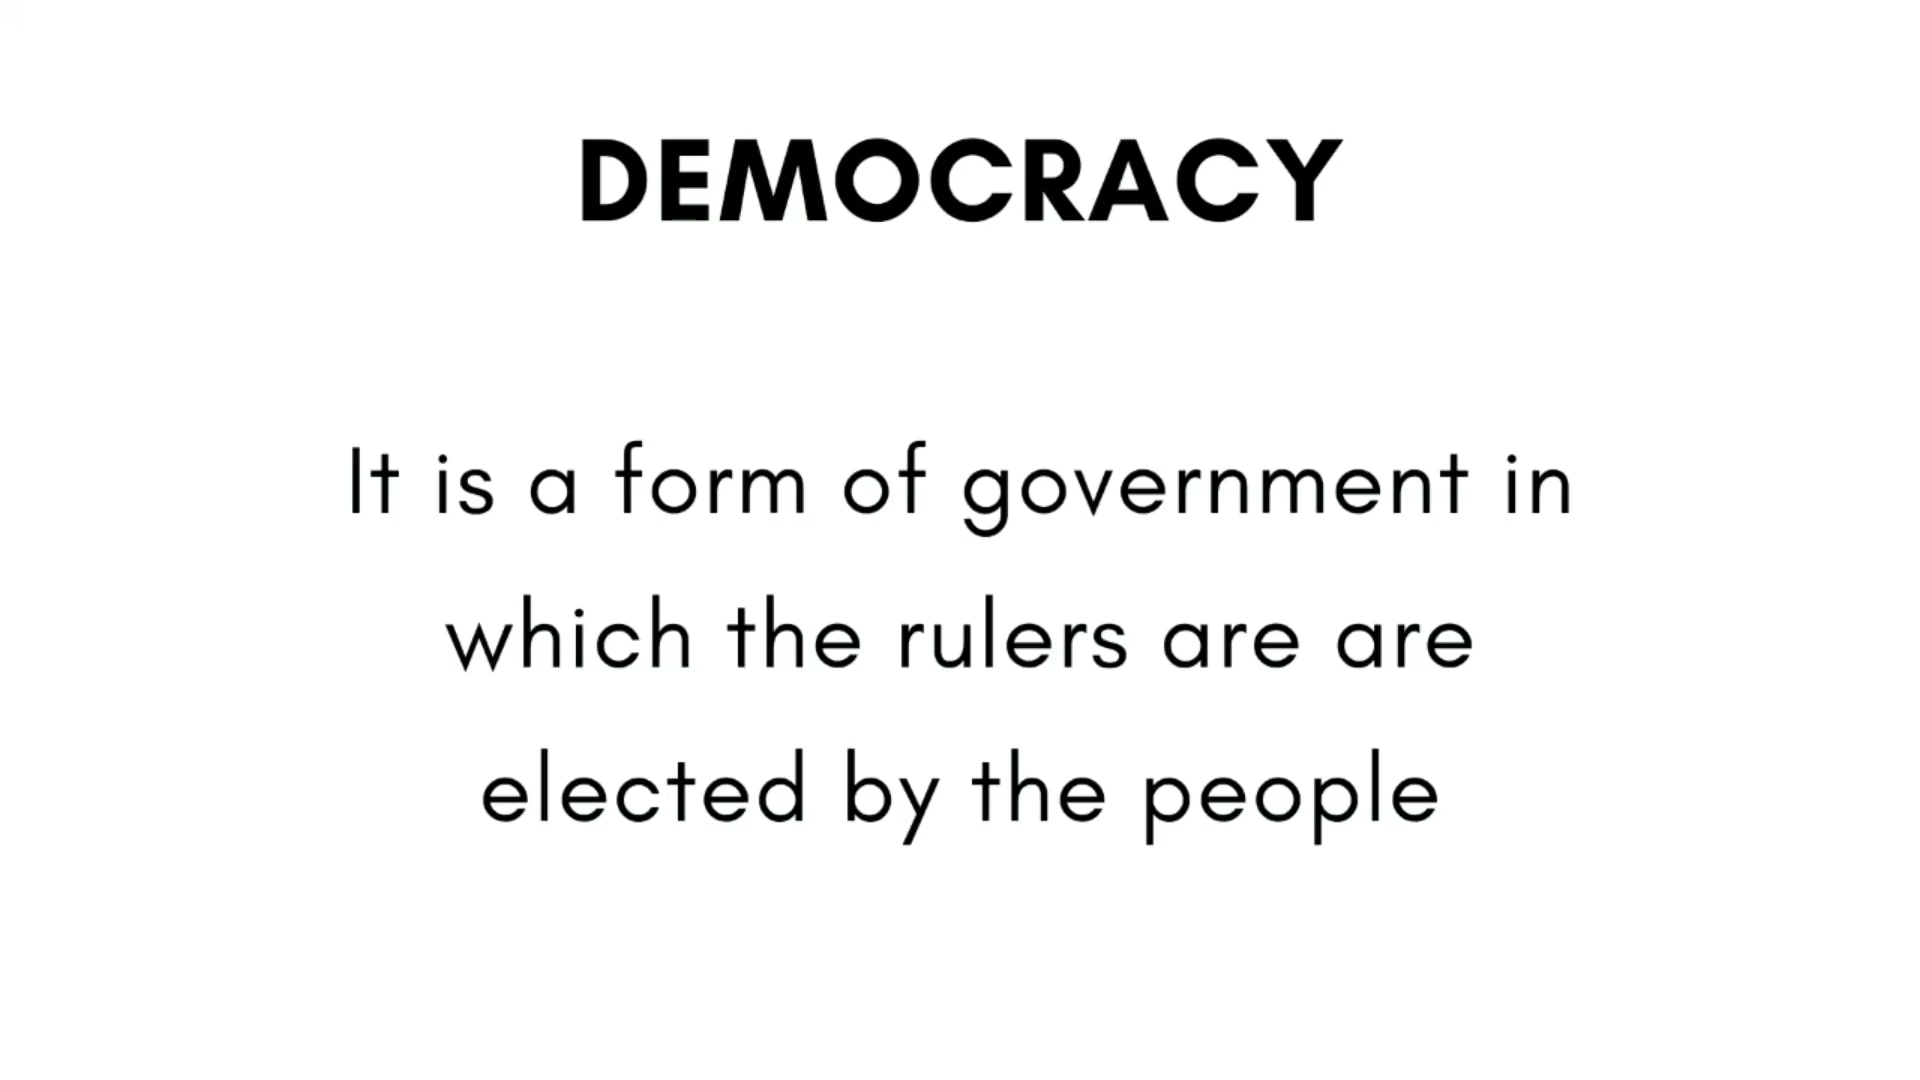 DEMOCRACY
It is a form of government in
which the rulers are are
elected by the people